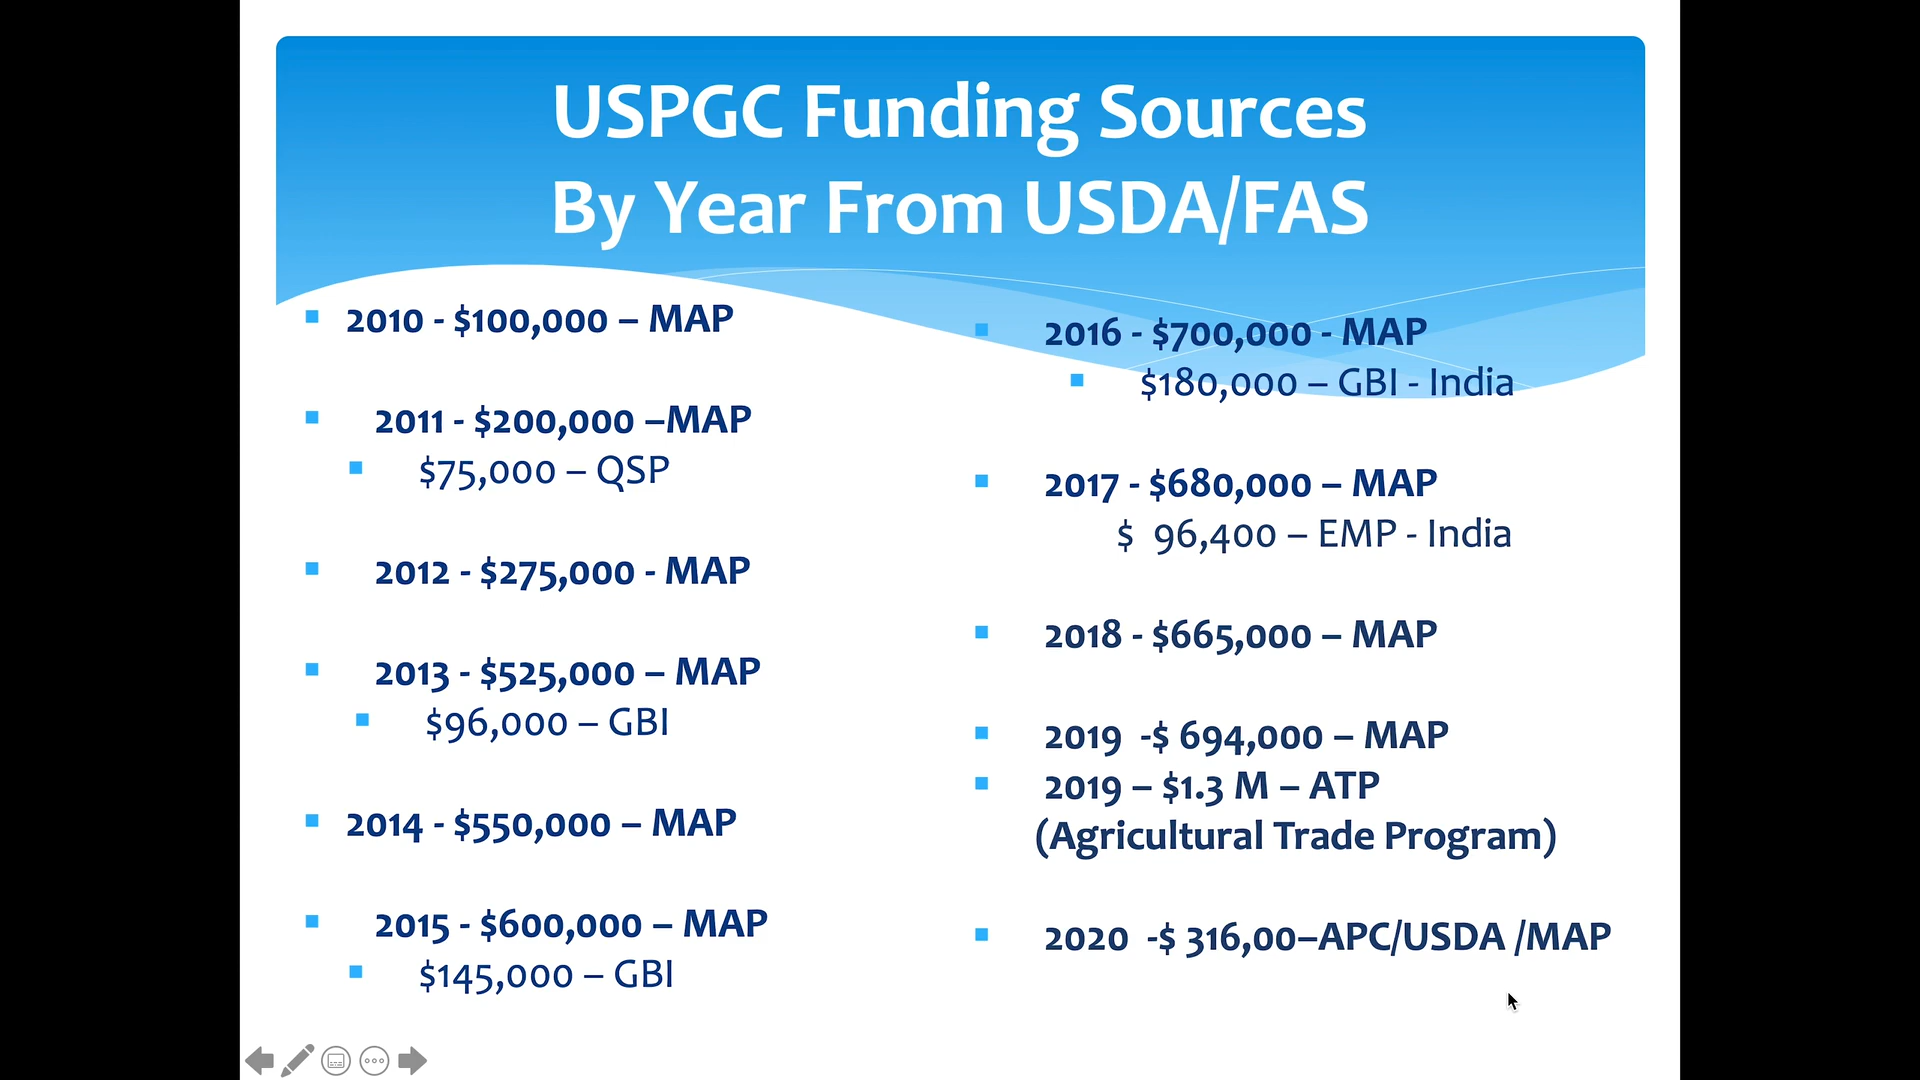 USPGC Funding Sources
By Year From USDA/FAS
2010 - $100,000 – MAP
2011 - $200,000 –MAP
$75,000 – QSP
2012 - $275,000 - MAP
2013 - $525,000 – MAP
$96,000 – GBI
2014 - $550,000 – MAP
2015 - $600,000 – MAP
$145,000 – GBI
2016 - $700,000 - MAP
$180,000 – GBI - India
2017 - $680,000 – MAP
$ 96,400 – EMP - India
2018 - $665,000 – MAP
2019 -$ 694,000 – MAP
2019 – $1.3 M – ATP
(Agricultural Trade Program)
2020 -$ 316,00–APC/USDA /MAP